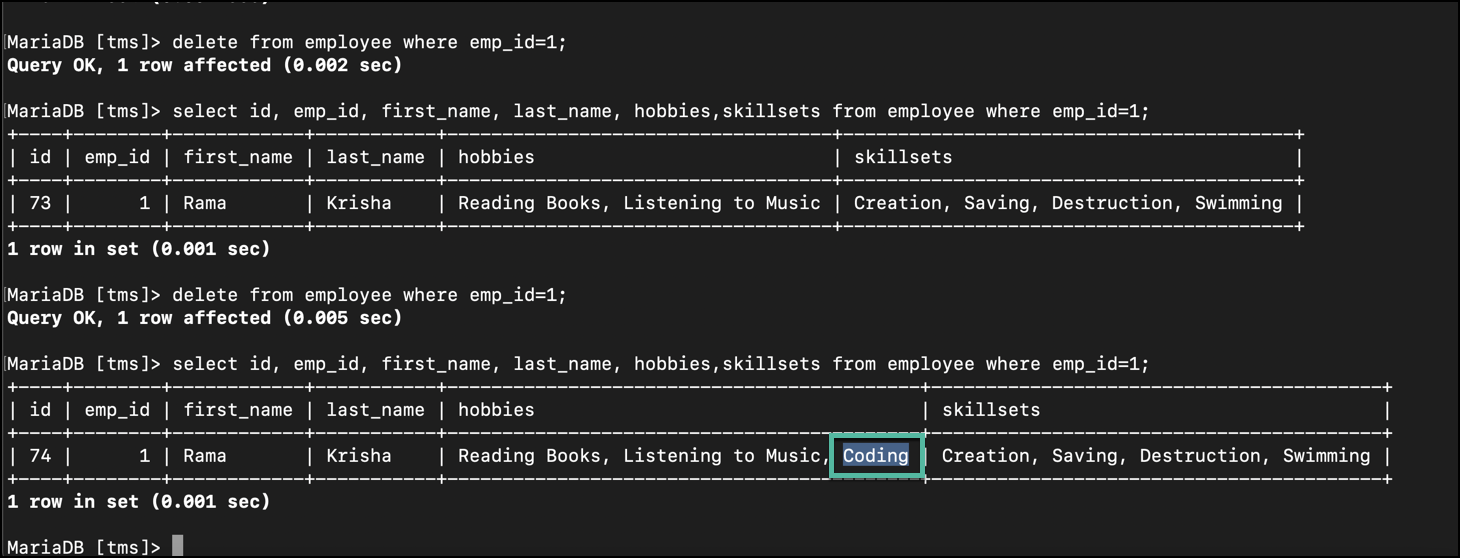 MariaDB [tms]> delete from employee where emp_id=1;
Query OK, 1 row affected (0.002 sec)
MariaDB [tms]> select id, emp_id, first_name, last_name, hobbies,skillsets from employee where emp_id=1;
+----+--------+------------+-----------+-----------------------------------+-----------------------------------------+
| id | emp_id | first_name | last_name | hobbies                           | skillsets                               |
+----+--------+------------+-----------+-----------------------------------+-----------------------------------------+
| 73 |      1 | Rama       | Krisha    | Reading Books, Listening to Music | Creation, Saving, Destruction, Swimming |
+----+--------+------------+-----------+-----------------------------------+-----------------------------------------+
1 row in set (0.001 sec)
MariaDB [tms]> delete from employee where emp_id=1;
Query OK, 1 row affected (0.005 sec)
MariaDB [tms]> select id, emp_id, first_name, last_name, hobbies,skillsets from employee where emp_id=1;
+----+--------+------------+-----------+-------------------------------------------+-----------------------------------------+
| id | emp_id | first_name | last_name | hobbies                                   | skillsets                               |
+----+--------+------------+-----------+-------------------------------------------+-----------------------------------------+
| 74 |      1 | Rama       | Krisha    | Reading Books, Listening to Music, Coding | Creation, Saving, Destruction, Swimming |
+----+--------+------------+-----------+-------------------------------------------+-----------------------------------------+
1 row in set (0.001 sec)
MariaDB [tms]>